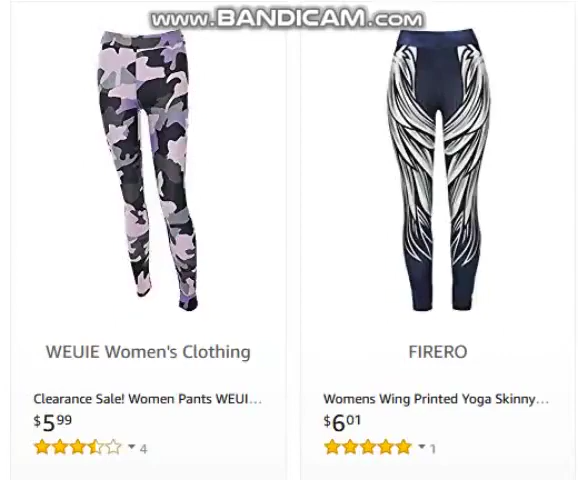 www.BANDICAM.com
WEUIE Women's Clothing
Clearance Sale! Women Pants WEUI...
$5 99
4
FIRERO
Womens Wing Printed Yoga Skinny...
$6 01
1